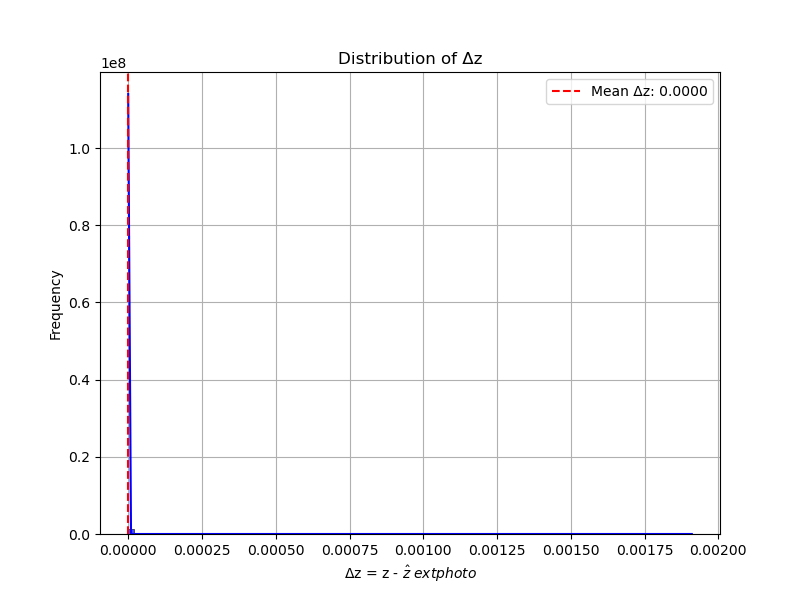 Distribution of Δz
1e8
Mean Δz: 0.0000
1.0
0.8
0.6
0.4
0.2
0.0
Frequency
0.00000 0.00025 0.00050 0.00075 0.00100 0.00125 0.00150 0.00175 0.00200
Δz = z - ẑ extphoto